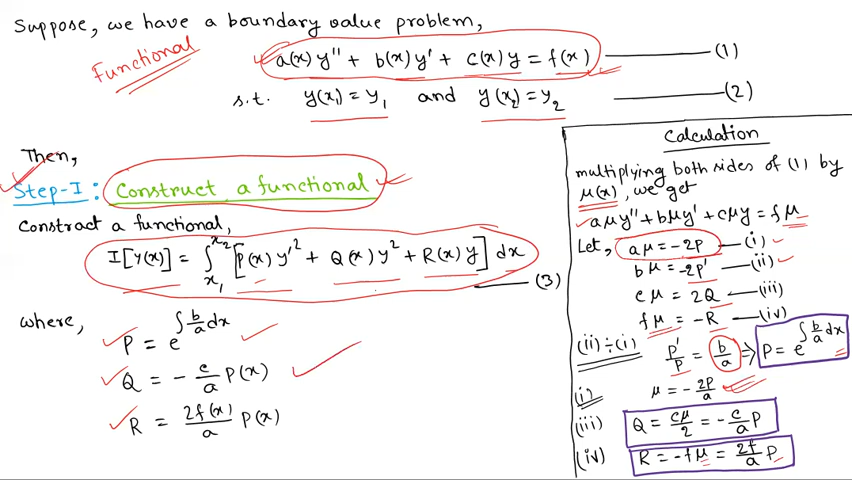 Suppose, we have a boundary value problem,
Functional
a(x) y'' + b(x) y' + c(x) y = f(x) ——— (1)
s.t. y(x₁) = y₁ and y(x₂) = y₂ ——— (2)
Then,
Step-I: Construct a functional
Construct a functional,
I[y(x)] = ∫_{x₁}^{x₂} [P(x) y'² + Q(x) y² + R(x) y] dx ——— (3)
where,
P = e^{∫ b/a dx}
Q = - c/a P(x)
R = 2f(x)/a P(x)
Calculation
multiplying both sides of (1) by
μ(x), we get
aμy'' + bμy' + cμy = fμ
Let, aμ = -2P — (i)
bμ = -2P' — (ii)
cμ = 2Q — (iii)
fμ = -R — (iv)
(ii)÷(i) P'/P = b/a ⇒ P = e^{∫ b/a dx}
(i) μ = - 2P/a
(iii) Q = cμ/2 = - c/a P
(iv) R = -fμ = 2f/a P